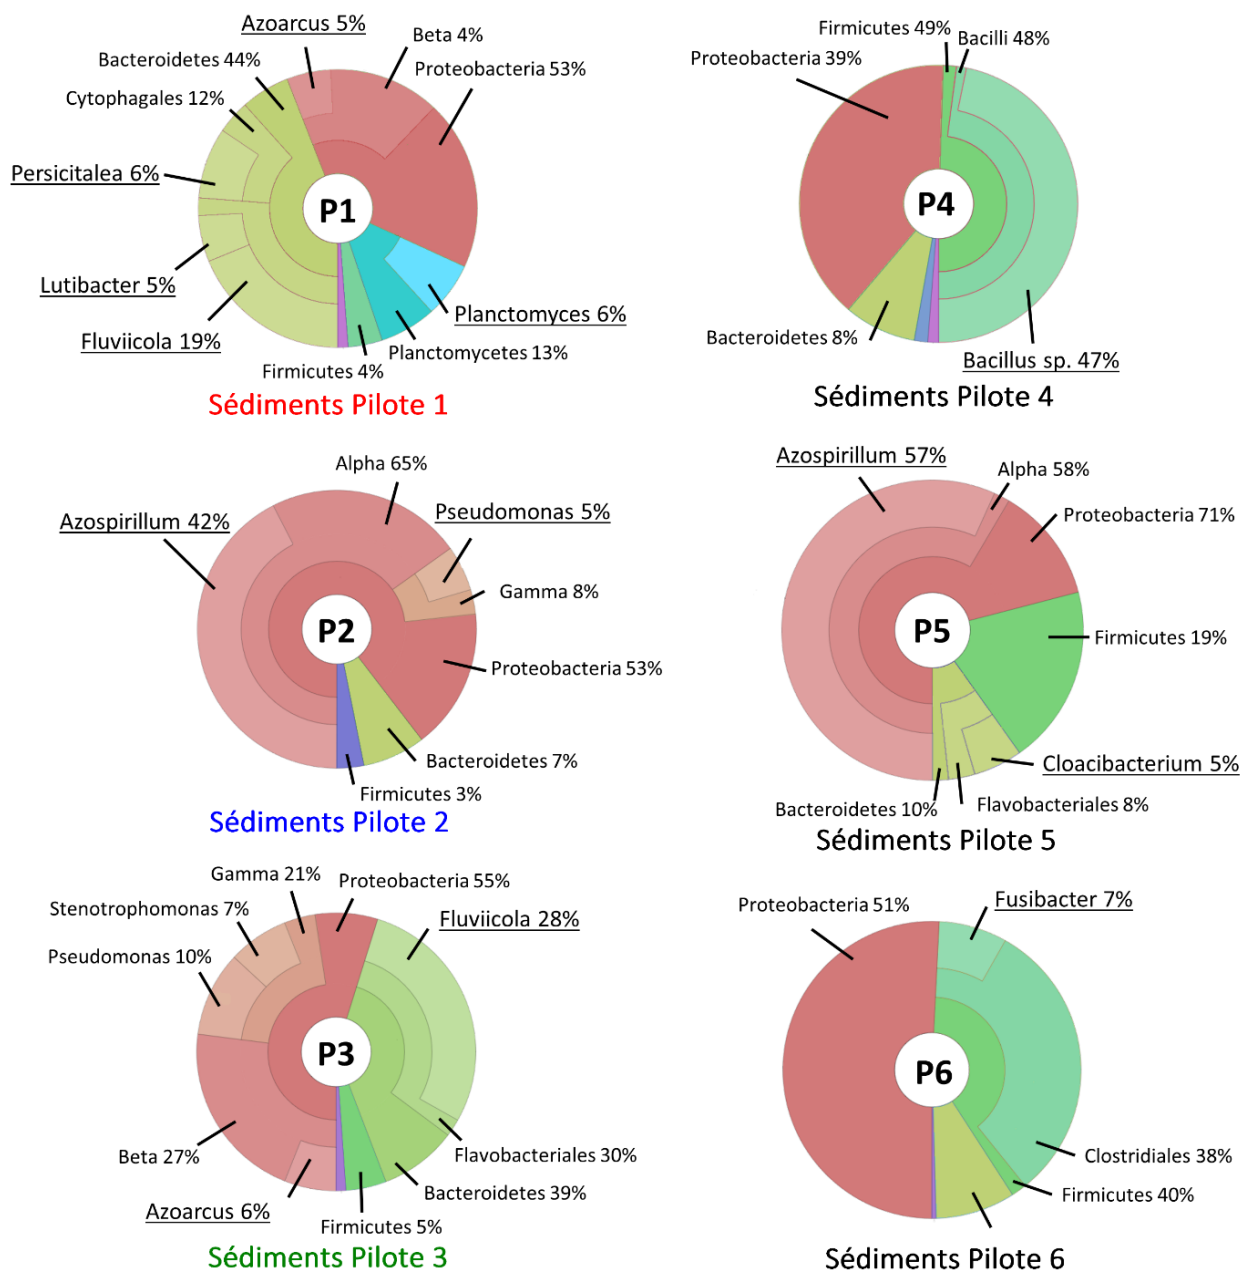 Azoarcus 5%
Beta 4%
Bacteroidetes 44%
Proteobacteria 53%
Cytophagales 12%
Persicitalea 6%
P1
Lutibacter 5%
Planctomyces 6%
Fluviicola 19%
Planctomycetes 13%
Firmicutes 4%
Sédiments Pilote 1
Firmicutes 49%
Bacilli 48%
Proteobacteria 39%
P4
Bacteroidetes 8%
Bacillus sp. 47%
Sédiments Pilote 4
Alpha 65%
Pseudomonas 5%
Azospirillum 42%
Gamma 8%
P2
Proteobacteria 53%
Bacteroidetes 7%
Firmicutes 3%
Sédiments Pilote 2
Azospirillum 57%
Alpha 58%
Proteobacteria 71%
P5
Firmicutes 19%
Cloacibacterium 5%
Bacteroidetes 10%
Flavobacteriales 8%
Sédiments Pilote 5
Gamma 21%
Proteobacteria 55%
Stenotrophomonas 7%
Fluviicola 28%
Pseudomonas 10%
P3
Beta 27%
Flavobacteriales 30%
Bacteroidetes 39%
Azoarcus 6%
Firmicutes 5%
Sédiments Pilote 3
Proteobacteria 51%
Fusibacter 7%
P6
Clostridiales 38%
Firmicutes 40%
Sédiments Pilote 6